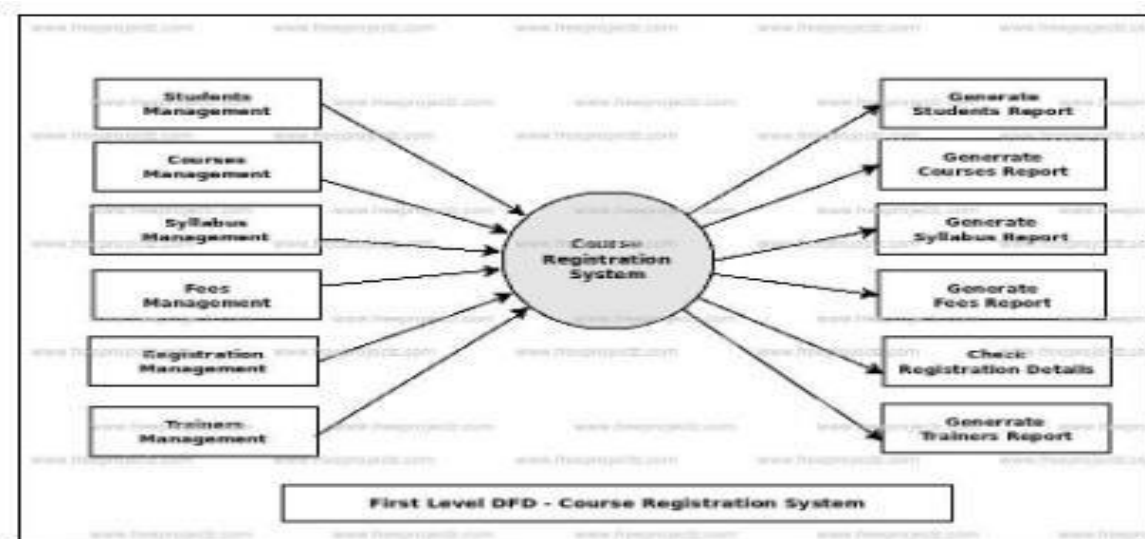 Students
Management
Courses
Management
Syllabus
Management
Fees
Management
Registration
Management
Trainers
Management
Course
Registration
System
Generate
Students Report
Generrate
Courses Report
Generate
Syllabus Report
Generate
Fees Report
Check
Registration Details
Generrate
Trainers Report
First Level DFD - Course Registration System